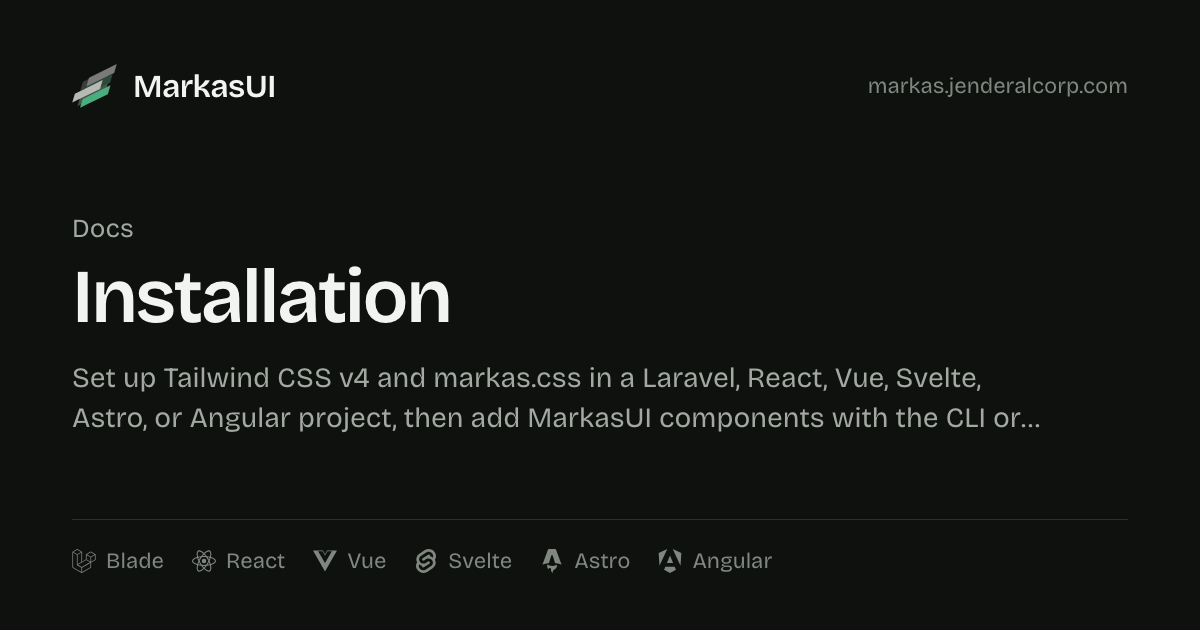 MarkasUI
markas.jenderalcorp.com
Docs
Installation
Set up Tailwind CSS v4 and markas.css in a Laravel, React, Vue, Svelte,
Astro, or Angular project, then add MarkasUI components with the CLI or...
Blade React Vue Svelte Astro Angular